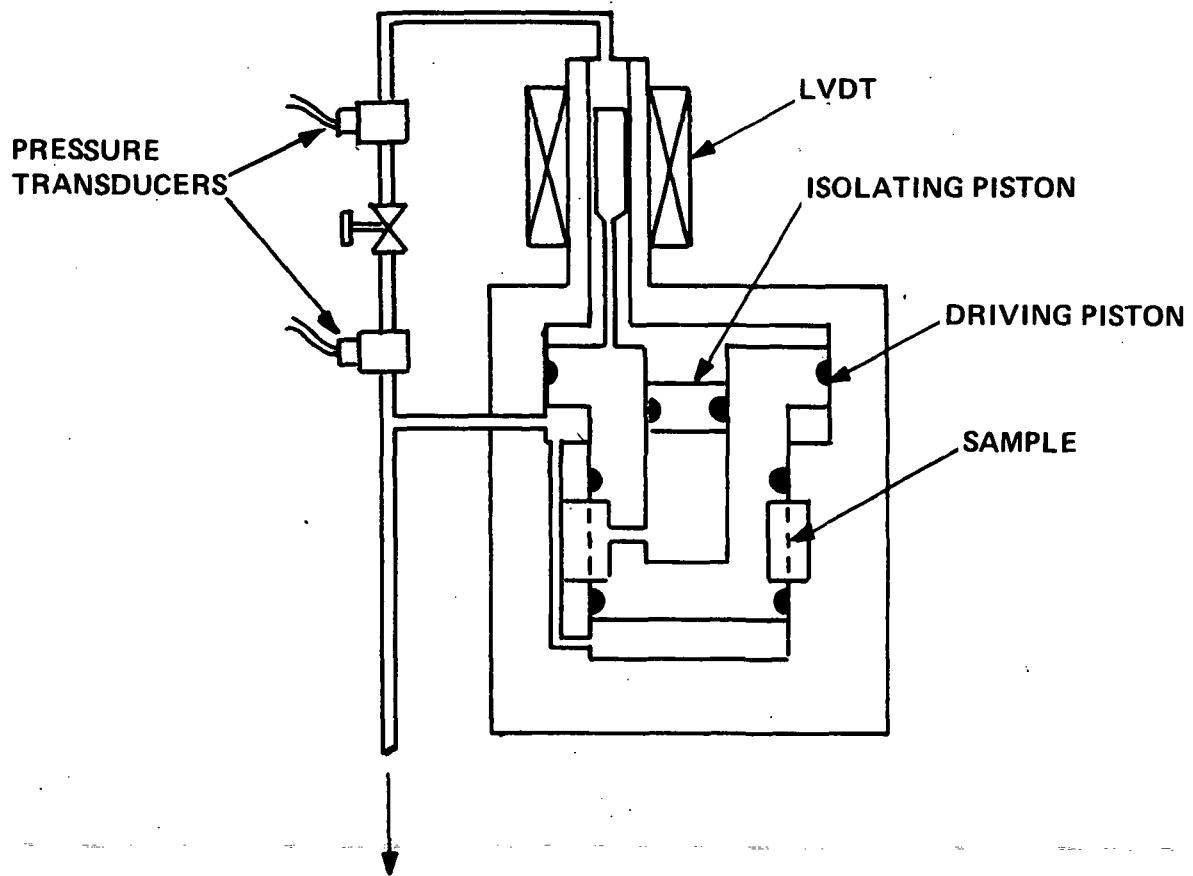 LVDT
PRESSURE
TRANSDUCERS
ISOLATING PISTON
DRIVING PISTON
SAMPLE